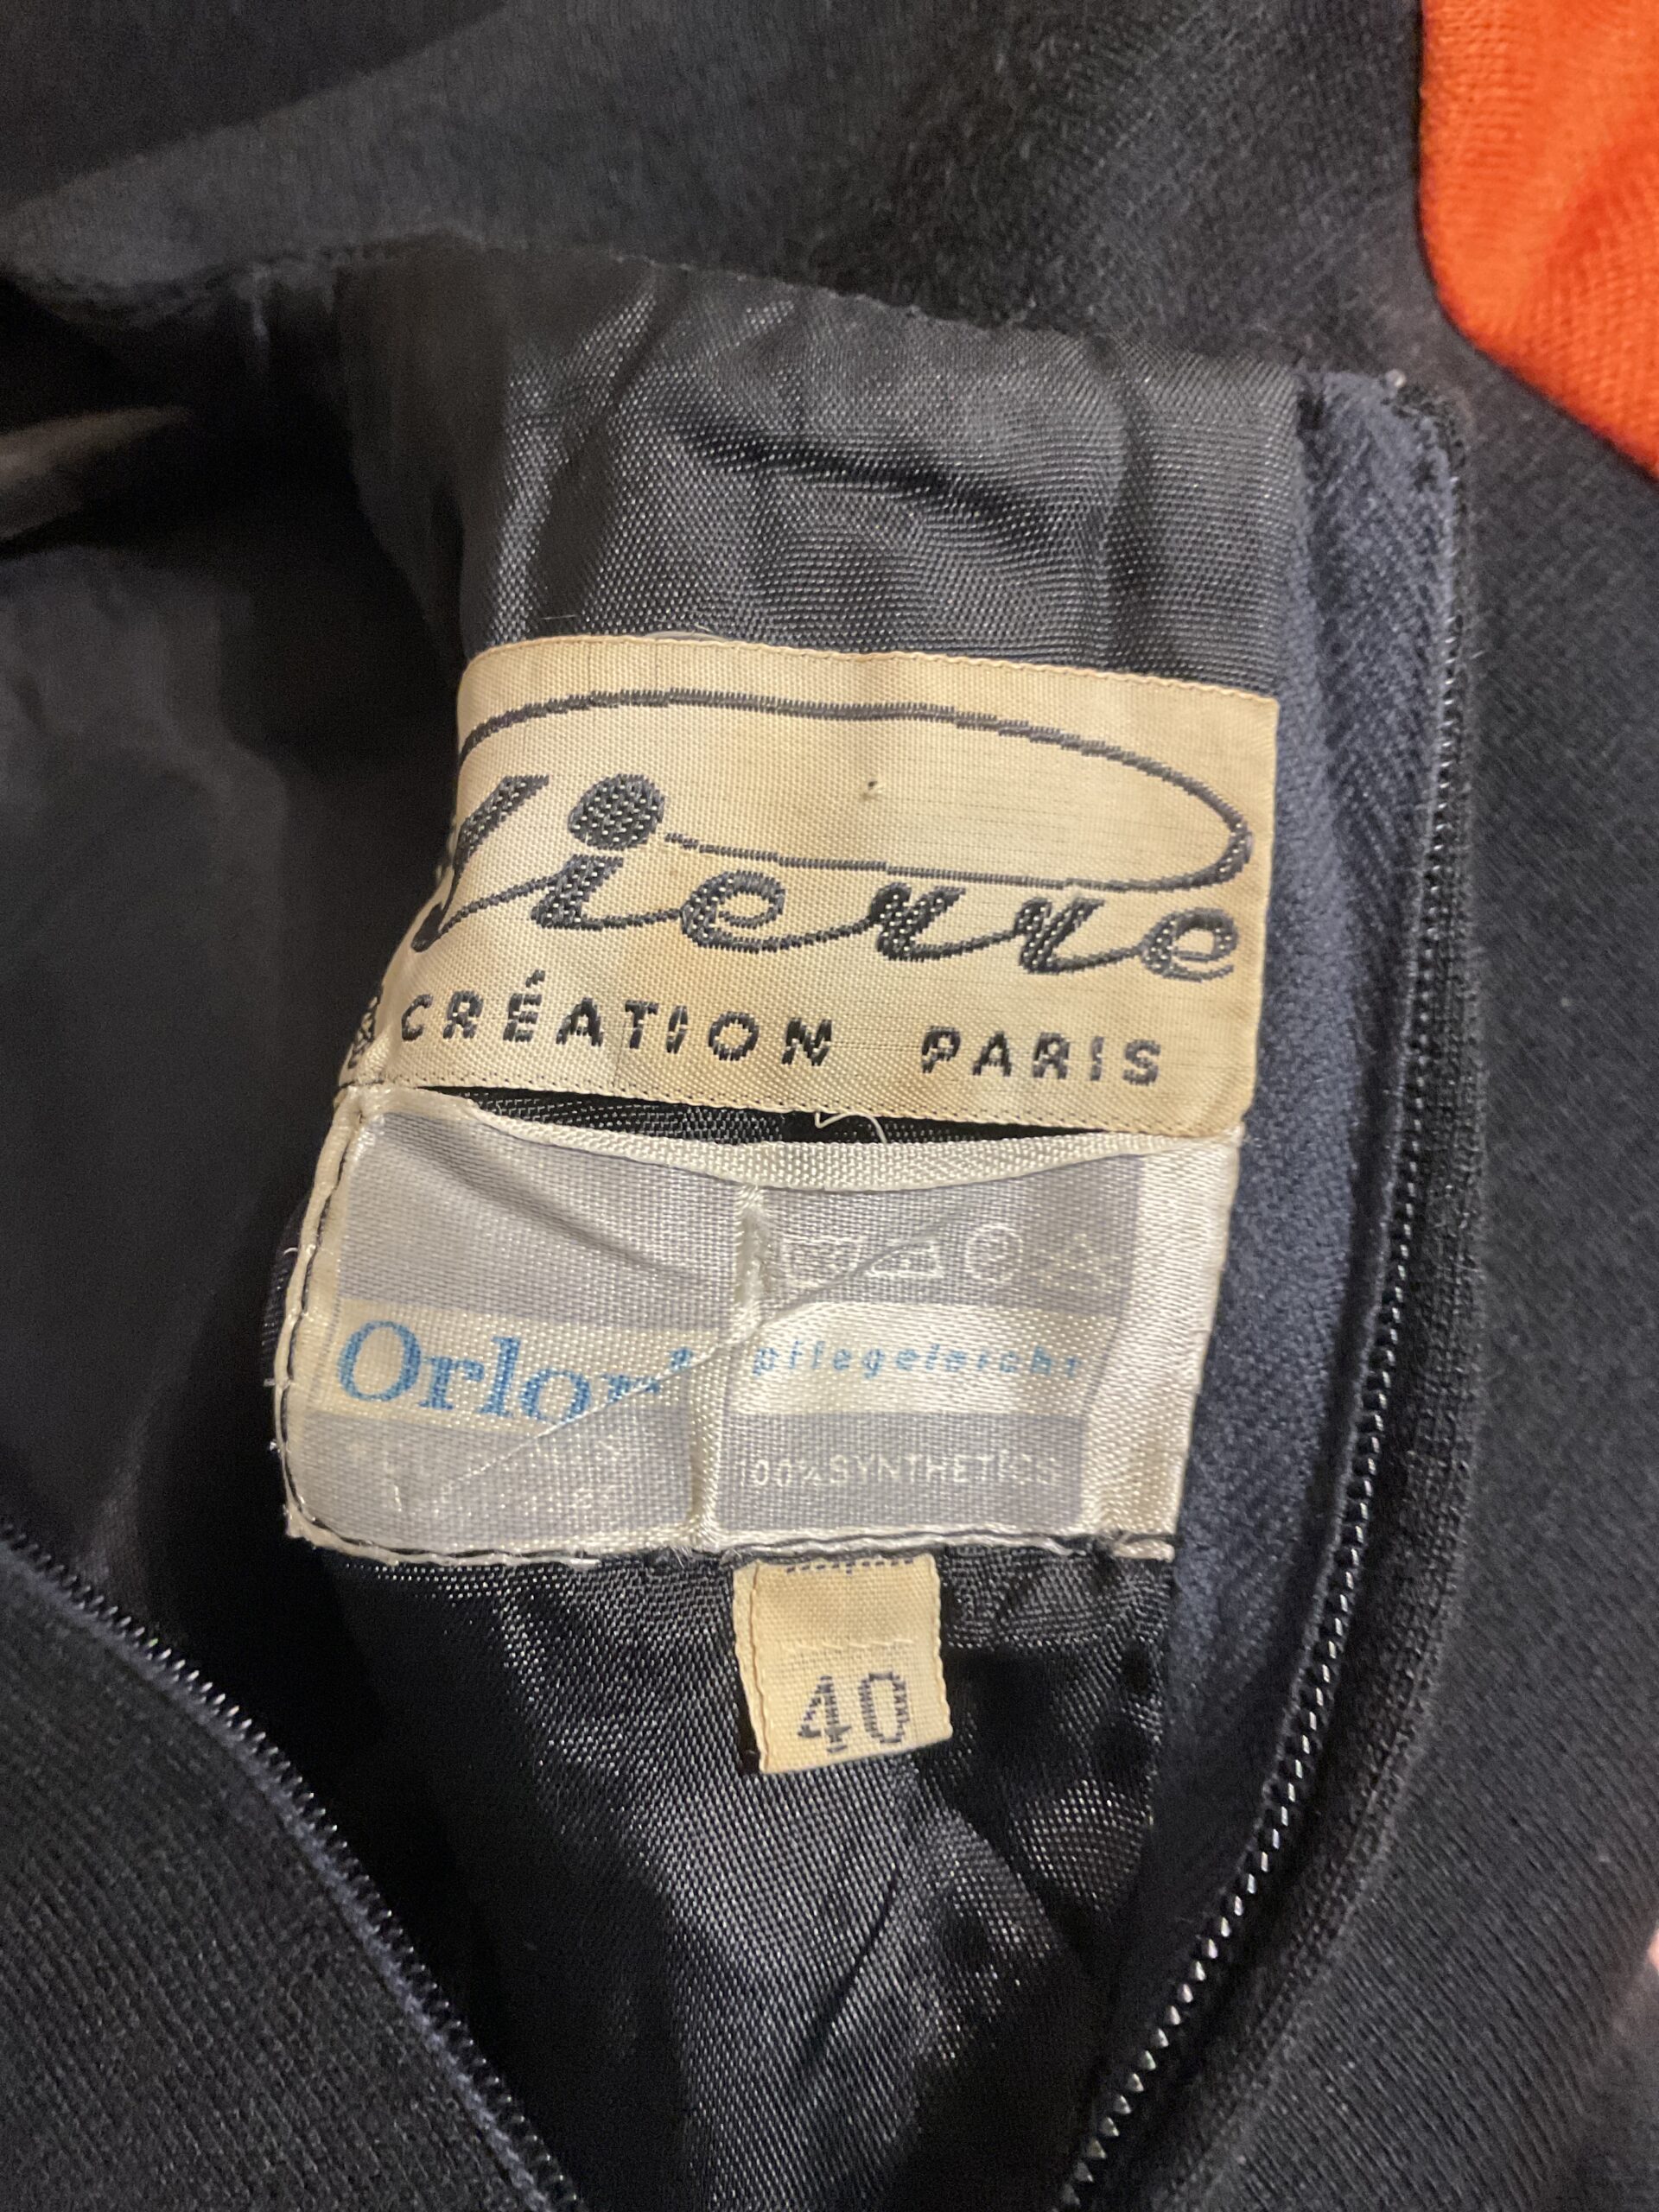 Pierre
CRÉATION PARIS
Orlon® pflegeleicht
100% SYNTHETICS
40